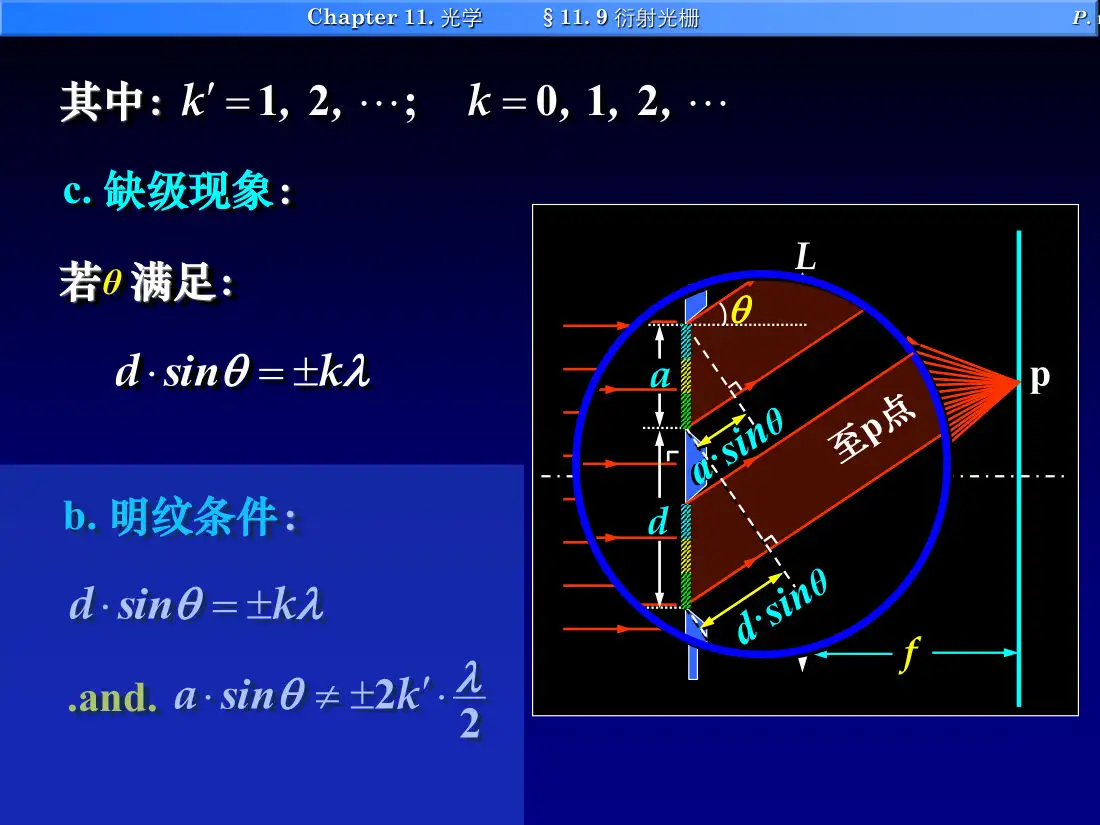 Chapter 11. 光学 § 11. 9 衍射光栅 P.
其中: k′ = 1, 2, ⋯; k = 0, 1, 2, ⋯
c. 缺级现象:
若θ 满足:
d · sinθ = ±kλ
b. 明纹条件:
d · sinθ = ±kλ
.and. a · sinθ ≠ ±2k′ · λ/2
L
θ
a
p
至p点
a·sinθ
d
d·sinθ
f